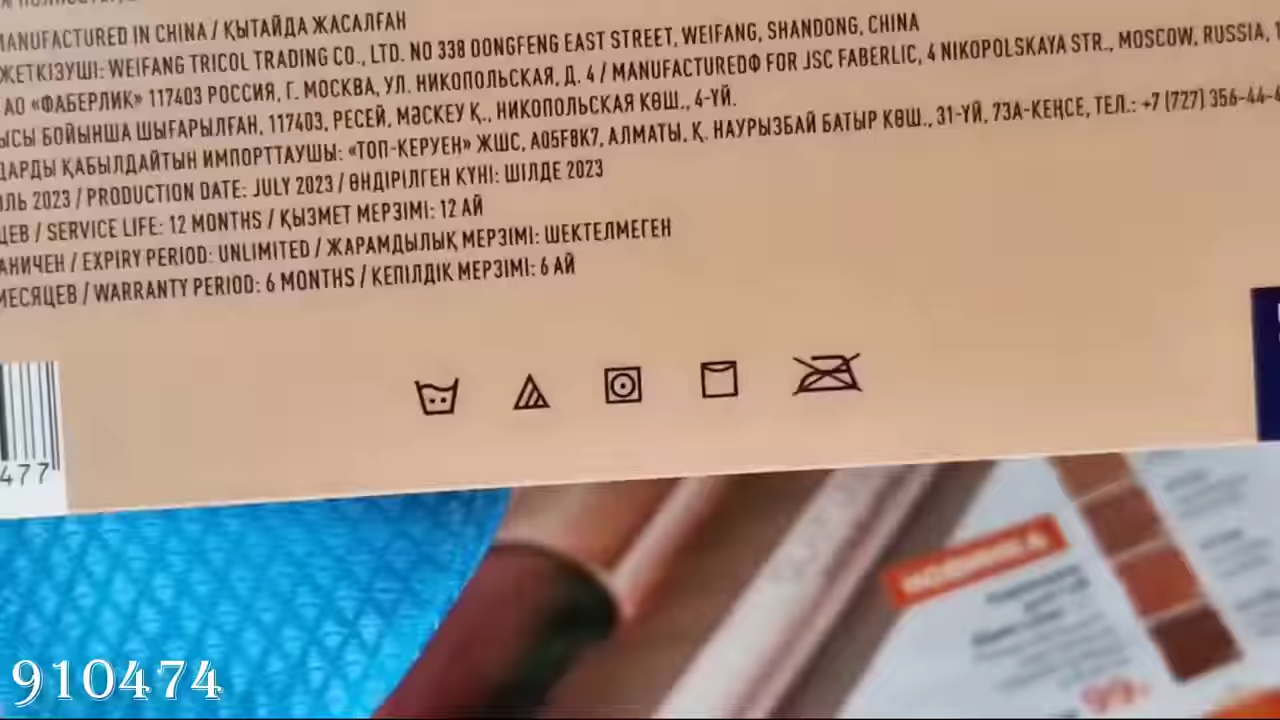 MANUFACTURED IN CHINA / ҚЫТАЙДА ЖАСАЛҒАН
ЖЕТКІЗУШІ: WEIFANG TRICOL TRADING CO., LTD. NO 338 DONGFENG EAST STREET, WEIFANG, SHANDONG, CHINA
АО «ФАБЕРЛИК» 117403 РОССИЯ, Г. МОСКВА, УЛ. НИКОПОЛЬСКАЯ, Д. 4 / MANUFACTUREDФ FOR JSC FABERLIC, 4 NIKOPOLSKAYA STR., MOSCOW, RUSSIA,
ЫСЫ БОЙЫНША ШЫҒАРЫЛҒАН, 117403, РЕСЕЙ, МӘСКЕУ Қ., НИКОПОЛЬСКАЯ КӨШ., 4-ҮЙ.
ДАРДЫ ҚАБЫЛДАЙТЫН ИМПОРТТАУШЫ: «ТОП-КЕРУЕН» ЖШС, A05F8K7, АЛМАТЫ, Қ. НАУРЫЗБАЙ БАТЫР КӨШ., 31-ҮЙ, 73А-КЕҢСЕ, ТЕЛ.: +7 (727) 356-44-4
ЛЬ 2023 / PRODUCTION DATE: JULY 2023 / ӨНДІРІЛГЕН КҮНІ: ШІЛДЕ 2023
ЦЕВ / SERVICE LIFE: 12 MONTHS / ҚЫЗМЕТ МЕРЗІМІ: 12 АЙ
АНИЧЕН / EXPIRY PERIOD: UNLIMITED / ЖАРАМДЫЛЫҚ МЕРЗІМІ: ШЕКТЕЛМЕГЕН
МЕСЯЦЕВ / WARRANTY PERIOD: 6 MONTHS / КЕПІЛДІК МЕРЗІМІ: 6 АЙ
477
НОВИНКА
99.-
910474